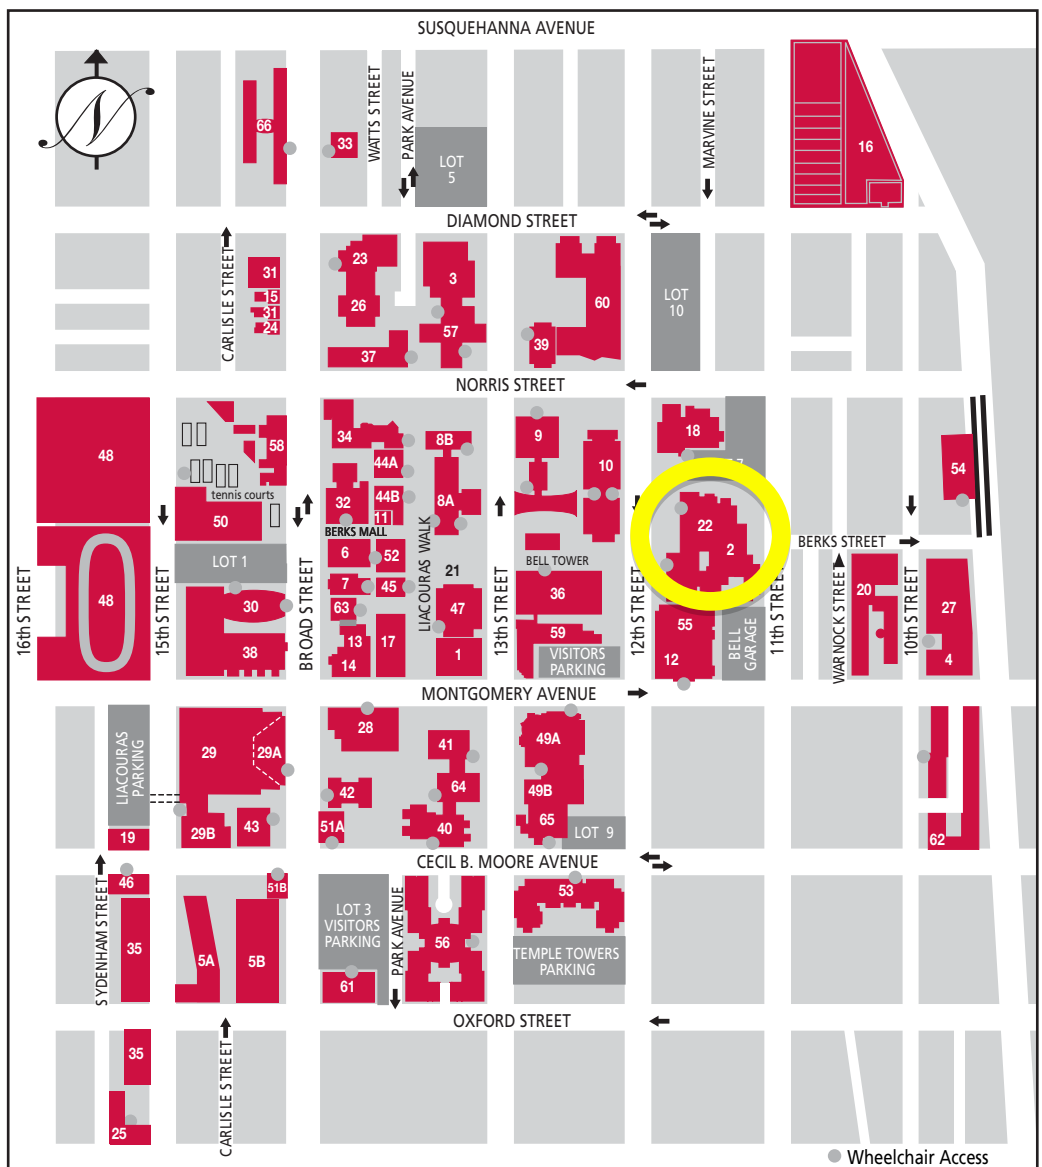 SUSQUEHANNA AVENUE
N
66
33
WATTS STREET
PARK AVENUE
LOT
5
MARVINE STREET
16
DIAMOND STREET
CARLISLE STREET
31
15
31
24
23
26
37
3
57
39
60
LOT
10
NORRIS STREET
48
48
58
tennis courts
50
LOT 1
30
38
34
44A
32
44B
11
BERKS MALL
6
52
7
45
63
13
14
17
8B
8A
LIACOURAS WALK
21
47
1
9
10
BELL TOWER
36
59
VISITORS
PARKING
18
7
22
2
55
12
BELL
GARAGE
BERKS STREET
54
20
27
4
16th STREET
15th STREET
BROAD STREET
13th STREET
12th STREET
11th STREET
WARNOCK STREET
10th STREET
MONTGOMERY AVENUE
LIACOURAS
PARKING
19
29
29A
29B
43
28
42
51A
41
64
40
49A
49B
65
LOT 9
62
CECIL B. MOORE AVENUE
SYDENHAM STREET
46
35
5A
5B
51B
LOT 3
VISITORS
PARKING
61
PARK AVENUE
56
53
TEMPLE TOWERS
PARKING
OXFORD STREET
35
25
CARLISLE STREET
Wheelchair Access